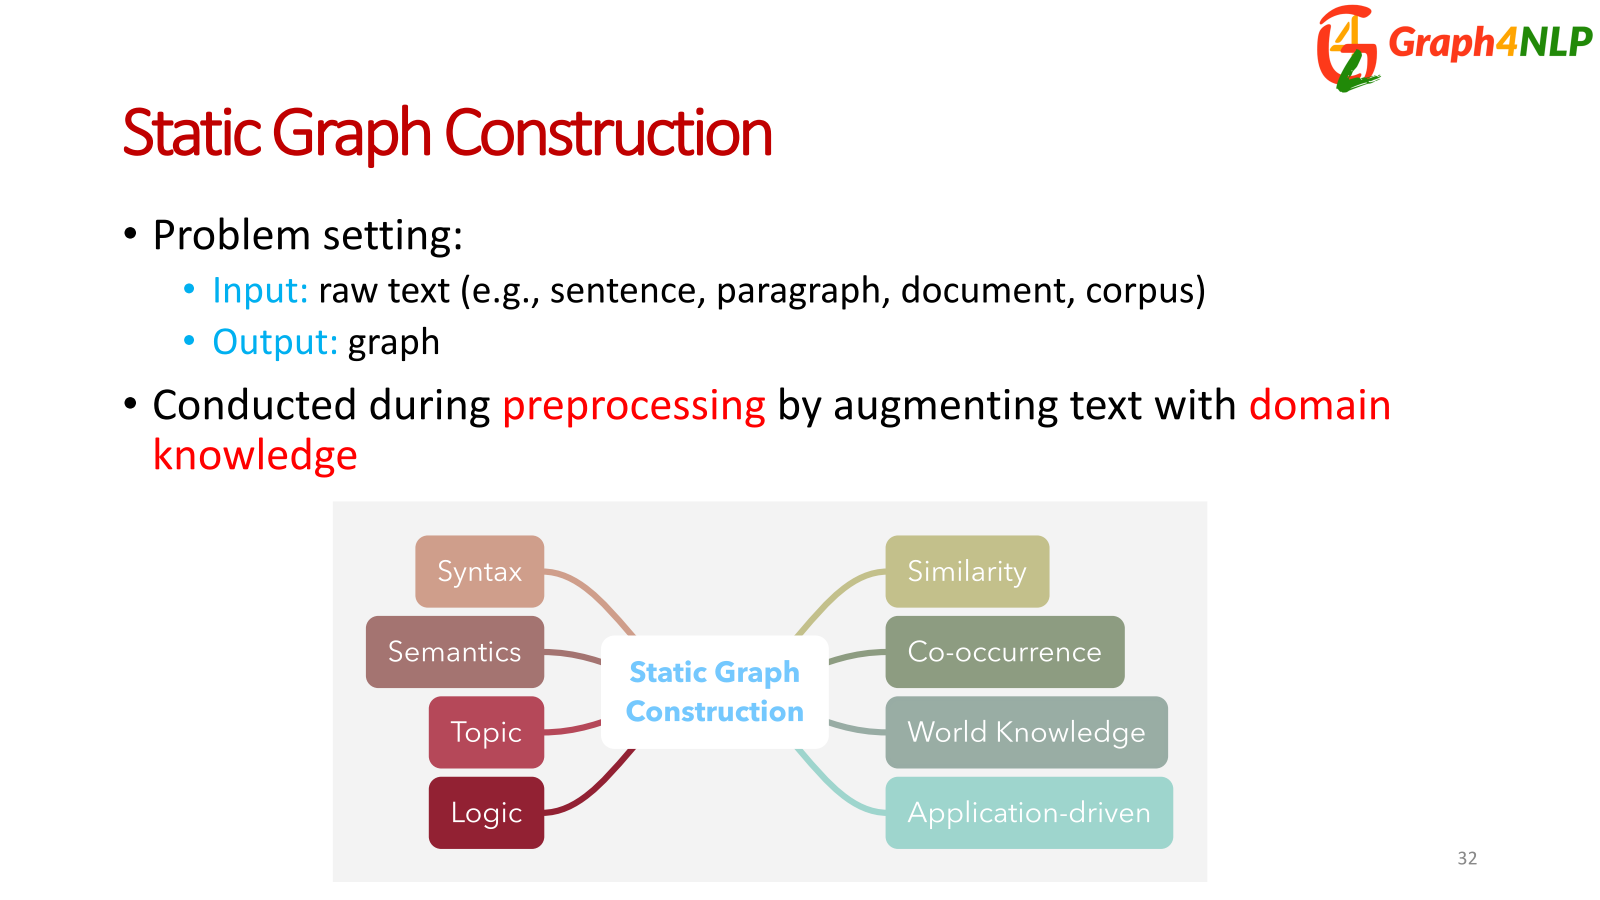 Graph4NLP
Static Graph Construction
• Problem setting:
• Input: raw text (e.g., sentence, paragraph, document, corpus)
• Output: graph
• Conducted during preprocessing by augmenting text with domain
knowledge
Syntax
Semantics
Topic
Logic
Static Graph
Construction
Similarity
Co-occurrence
World Knowledge
Application-driven
32